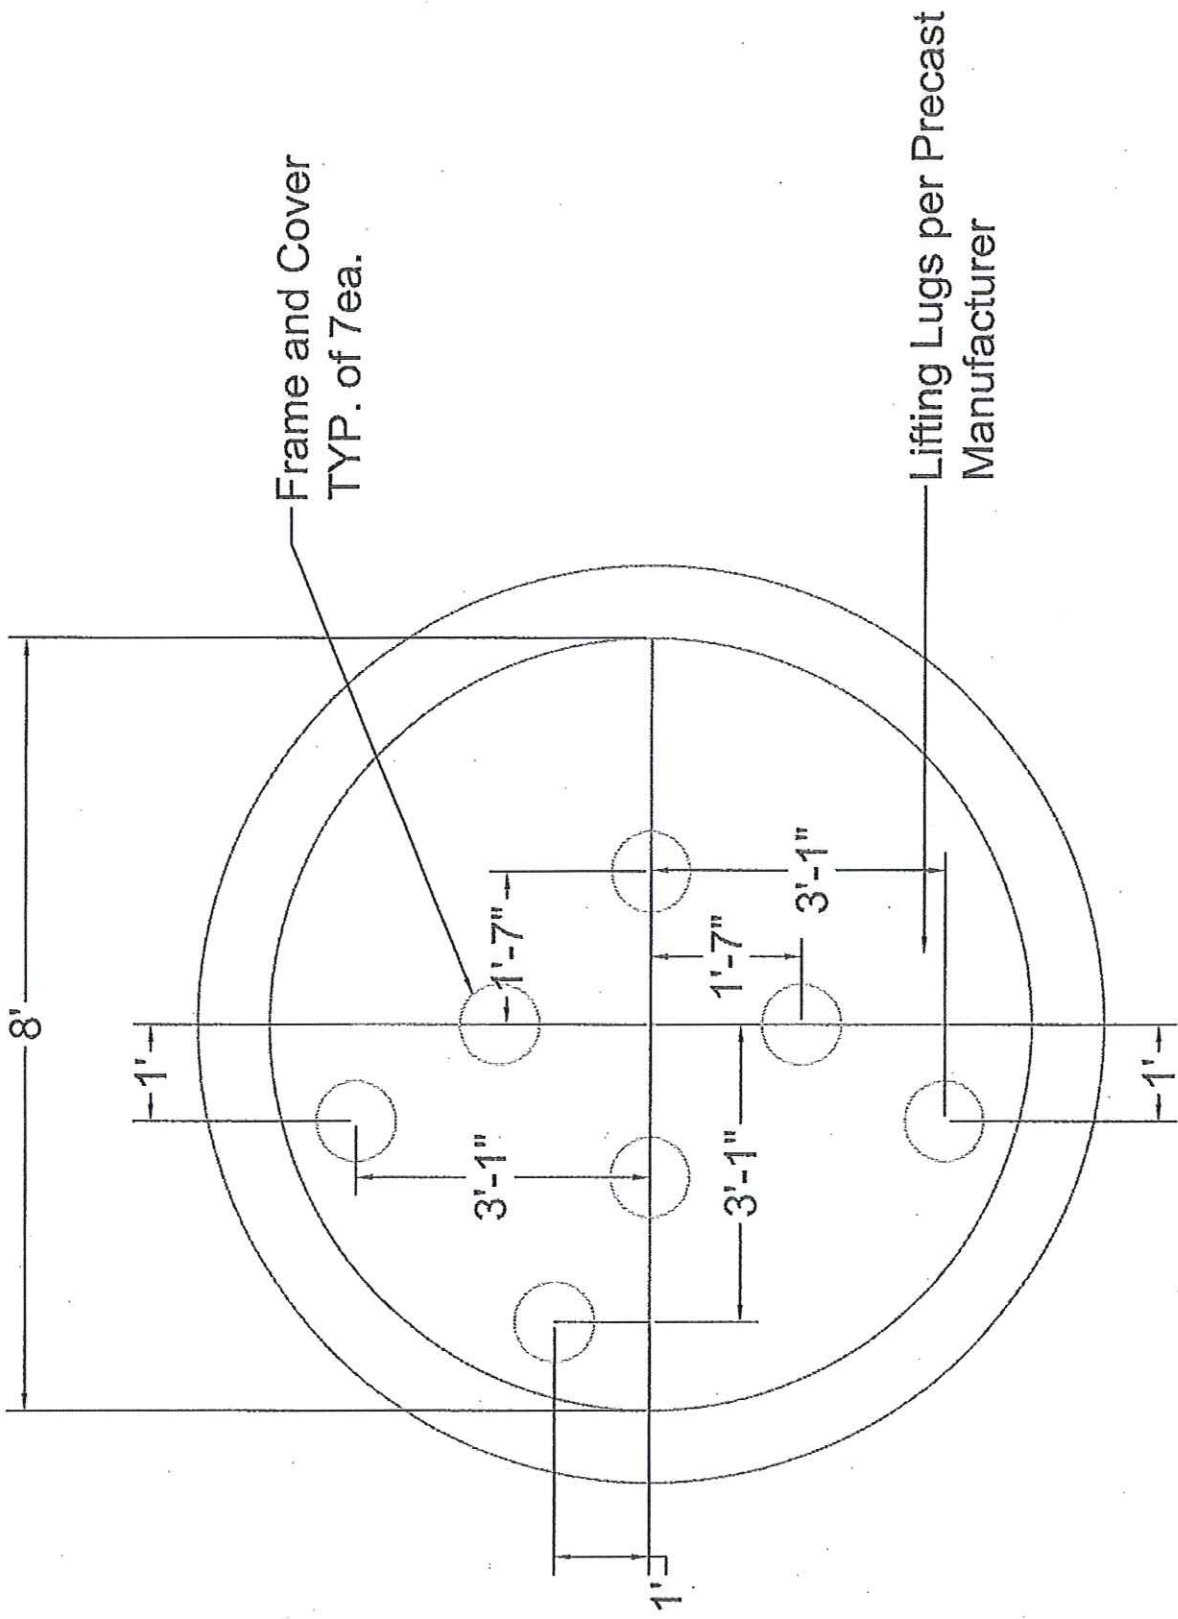 8'
1'
Frame and Cover
TYP. of 7ea.
1'-7"
3'-1"
1'-7"
3'-1"
3'-1"
1'
1'
Lifting Lugs per Precast
Manufacturer